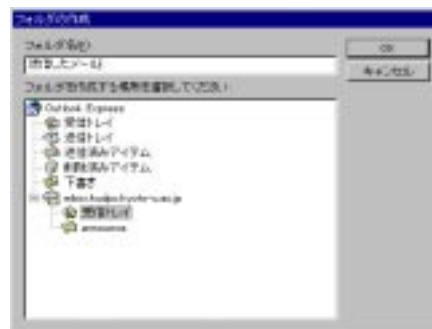 フォルダの作成
フォルダ名(F):
OK
キャンセル
フォルダを作成する場所を選択してください:
Outlook Express
受信トレイ
送信トレイ
送信済みアイテム
削除済みアイテム
下書き
受信トレイ
announce